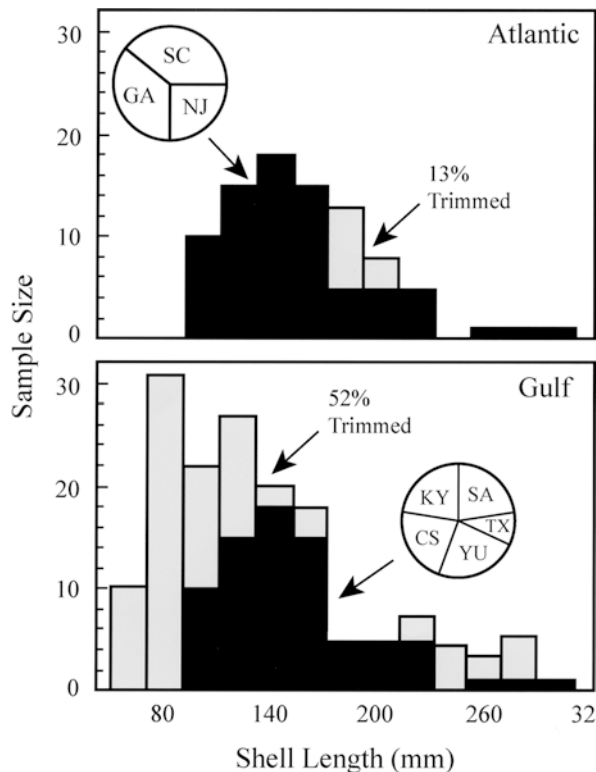 30
Atlantic
SC
GA
NJ
20
13%
Trimmed
10
0
Sample Size
30
Gulf
52%
Trimmed
20
KY
SA
TX
CS
YU
10
0
80
140
200
260
32
Shell Length (mm)